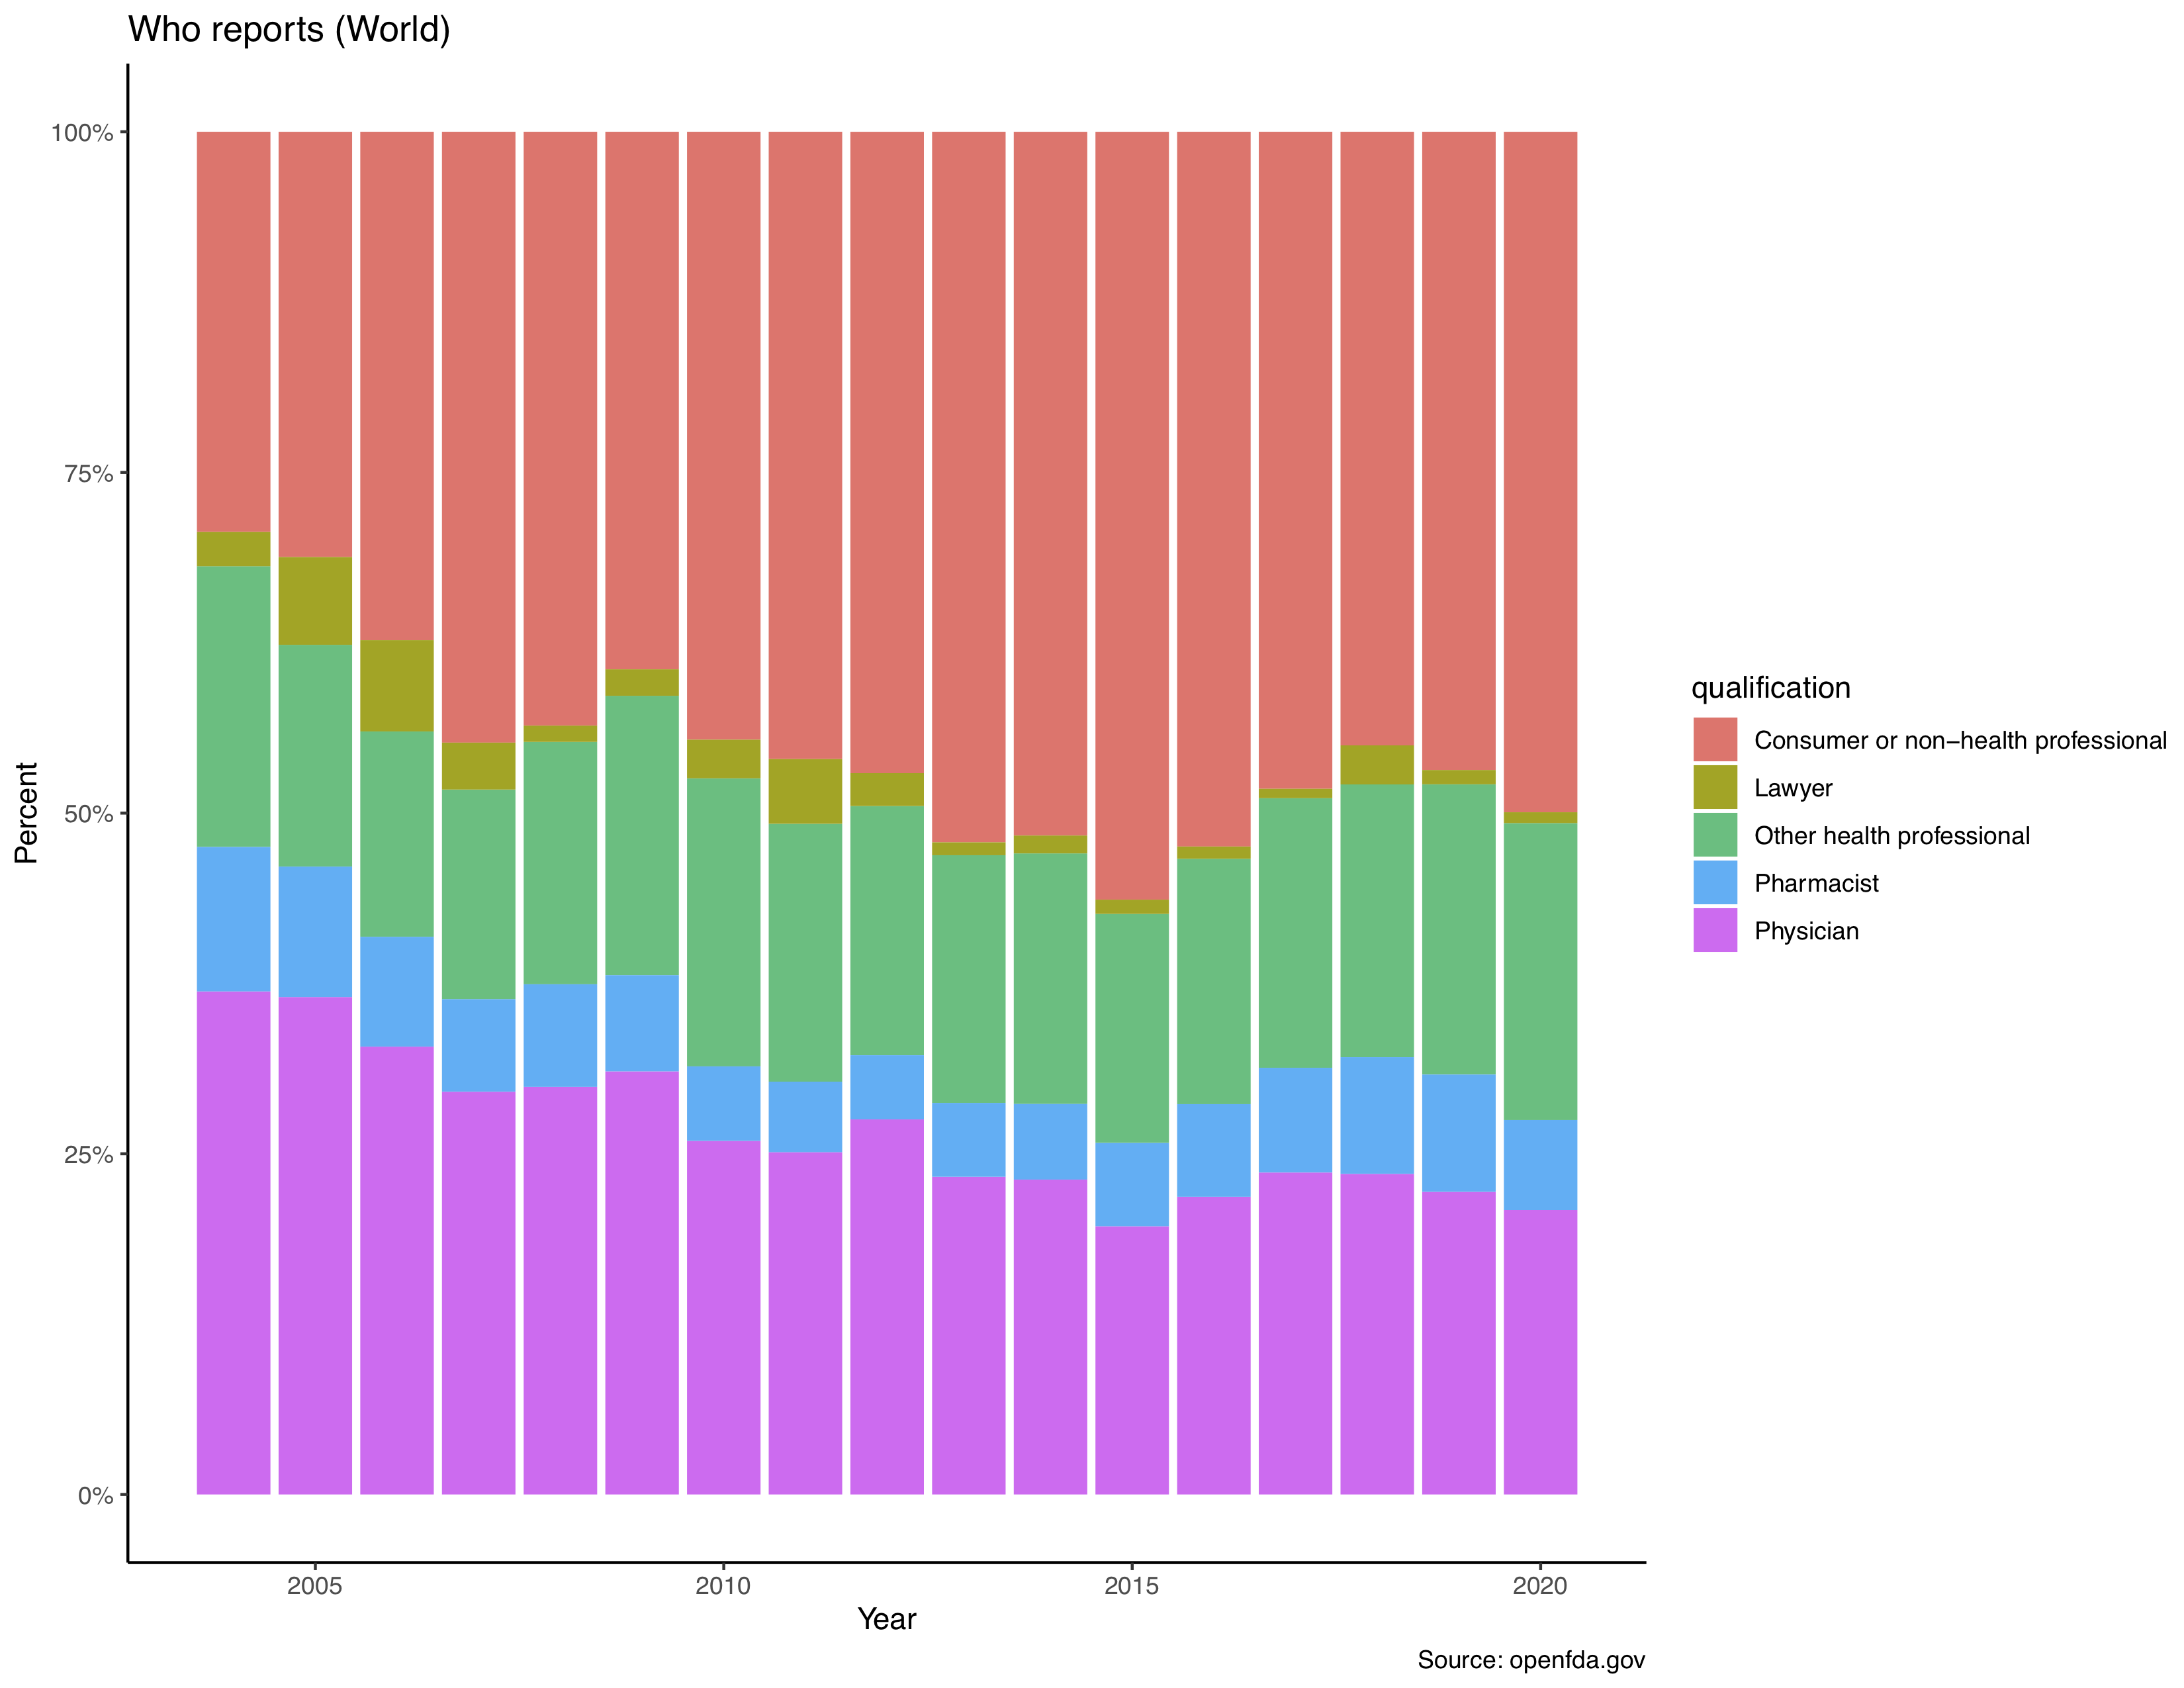 Who reports (World)
100%
75%
50%
25%
0%
Percent
2005 2010 2015 2020
Year
qualification
Consumer or non−health professional
Lawyer
Other health professional
Pharmacist
Physician
Source: openfda.gov